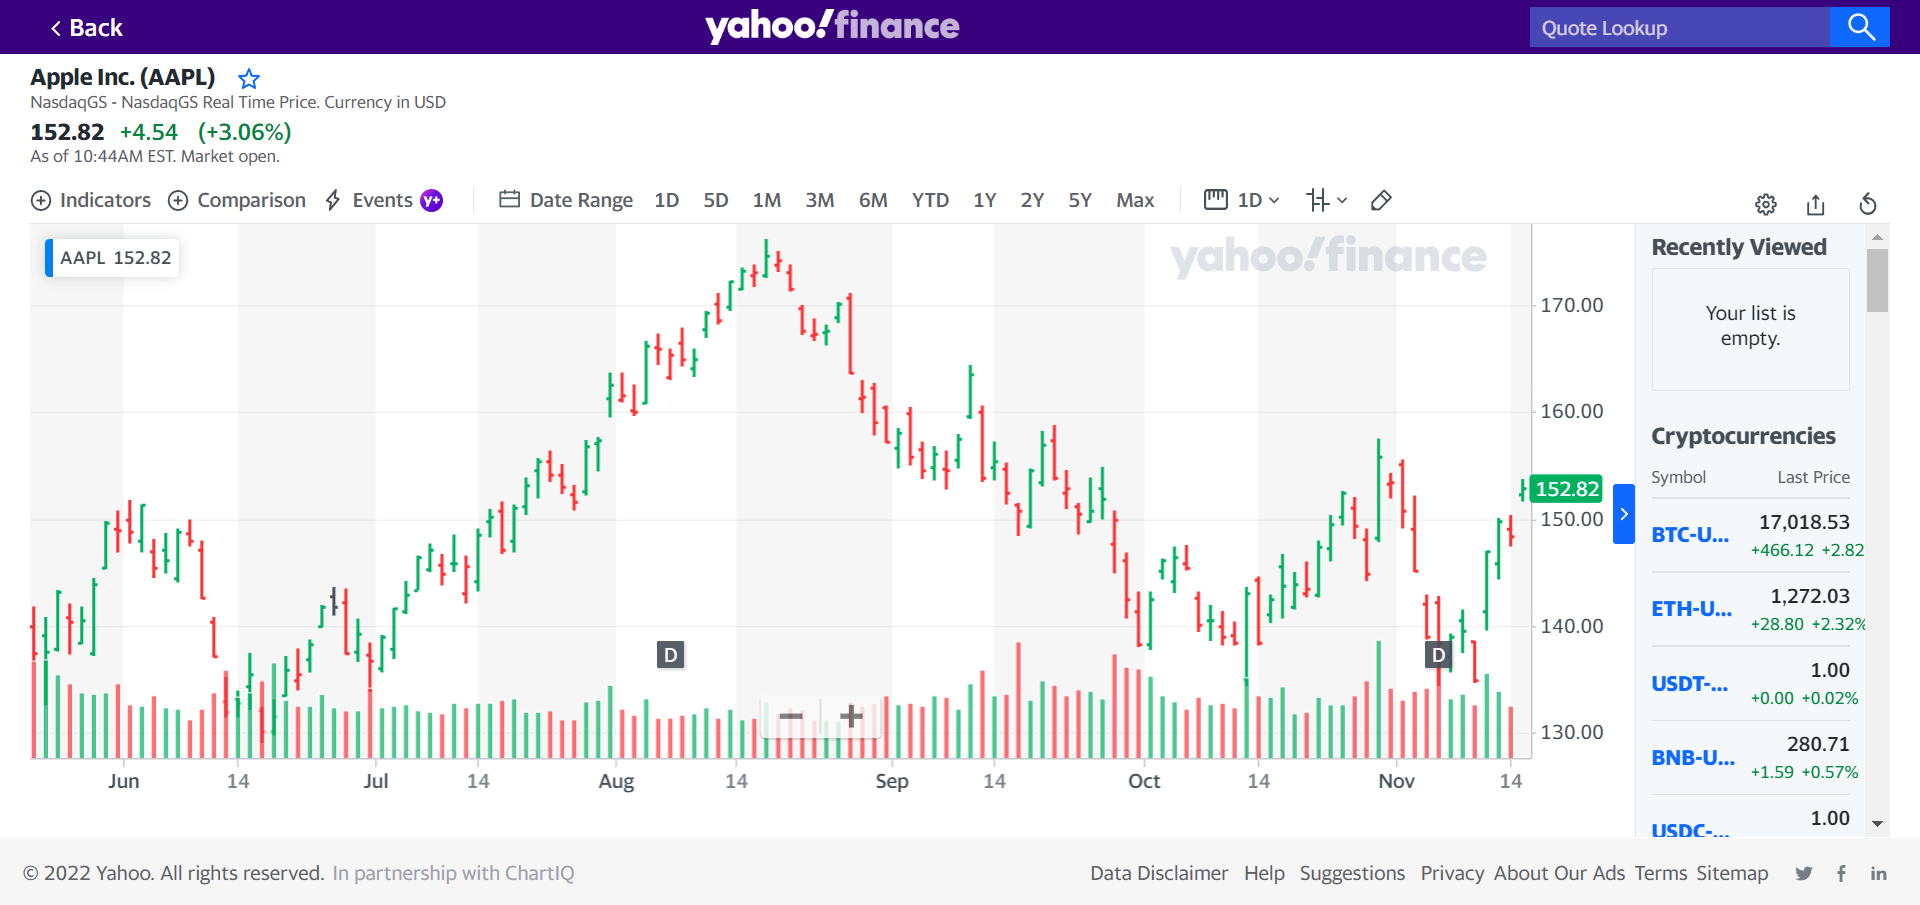 Back
yahoo!finance
Quote Lookup
Apple Inc. (AAPL)
NasdaqGS - NasdaqGS Real Time Price. Currency in USD
152.82 +4.54 (+3.06%)
As of 10:44AM EST. Market open.
Indicators Comparison Events y+ Date Range 1D 5D 1M 3M 6M YTD 1Y 2Y 5Y Max 1D
AAPL 152.82
yahoo!finance
170.00
160.00
152.82
150.00
140.00
130.00
D
D
Jun 14 Jul 14 Aug 14 Sep 14 Oct 14 Nov 14
Recently Viewed
Your list is
empty.
Cryptocurrencies
Symbol Last Price
BTC-U... 17,018.53
+466.12 +2.82
ETH-U... 1,272.03
+28.80 +2.32%
USDT-... 1.00
+0.00 +0.02%
BNB-U... 280.71
+1.59 +0.57%
USDC-... 1.00
© 2022 Yahoo. All rights reserved. In partnership with ChartIQ
Data Disclaimer Help Suggestions Privacy About Our Ads Terms Sitemap